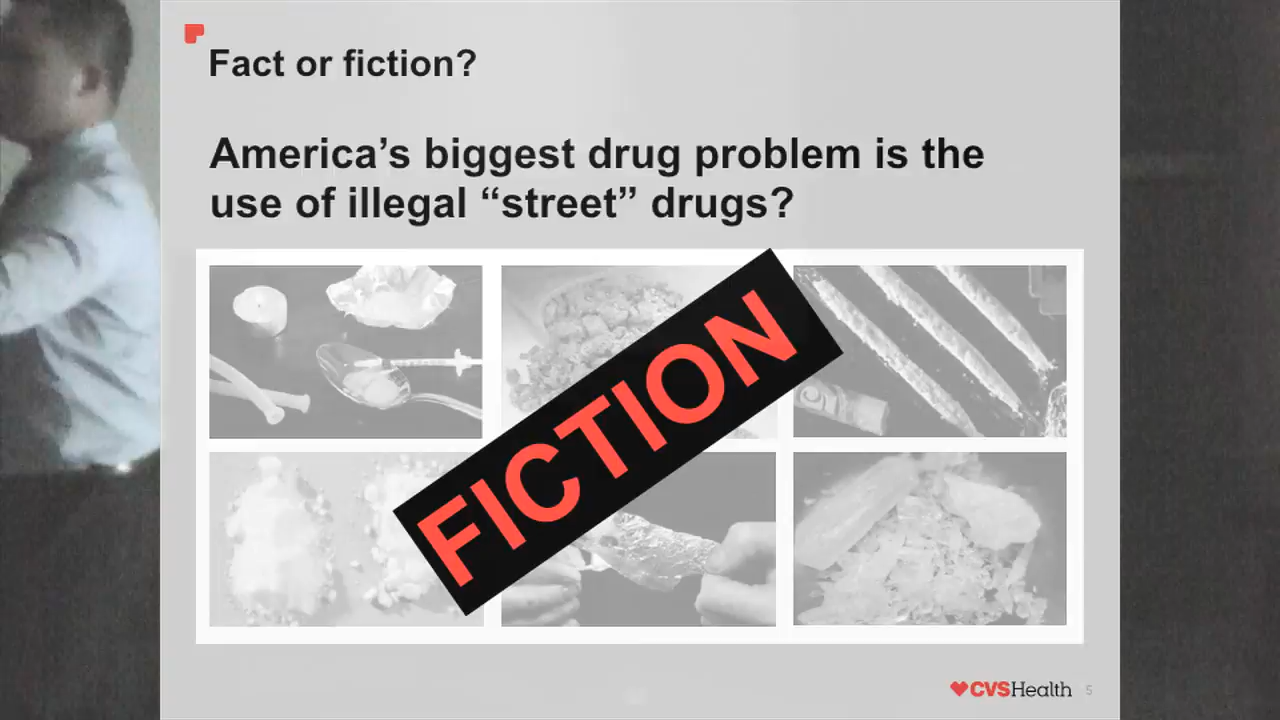 Fact or fiction?
America's biggest drug problem is the
use of illegal “street” drugs?
FICTION
CVSHealth 5